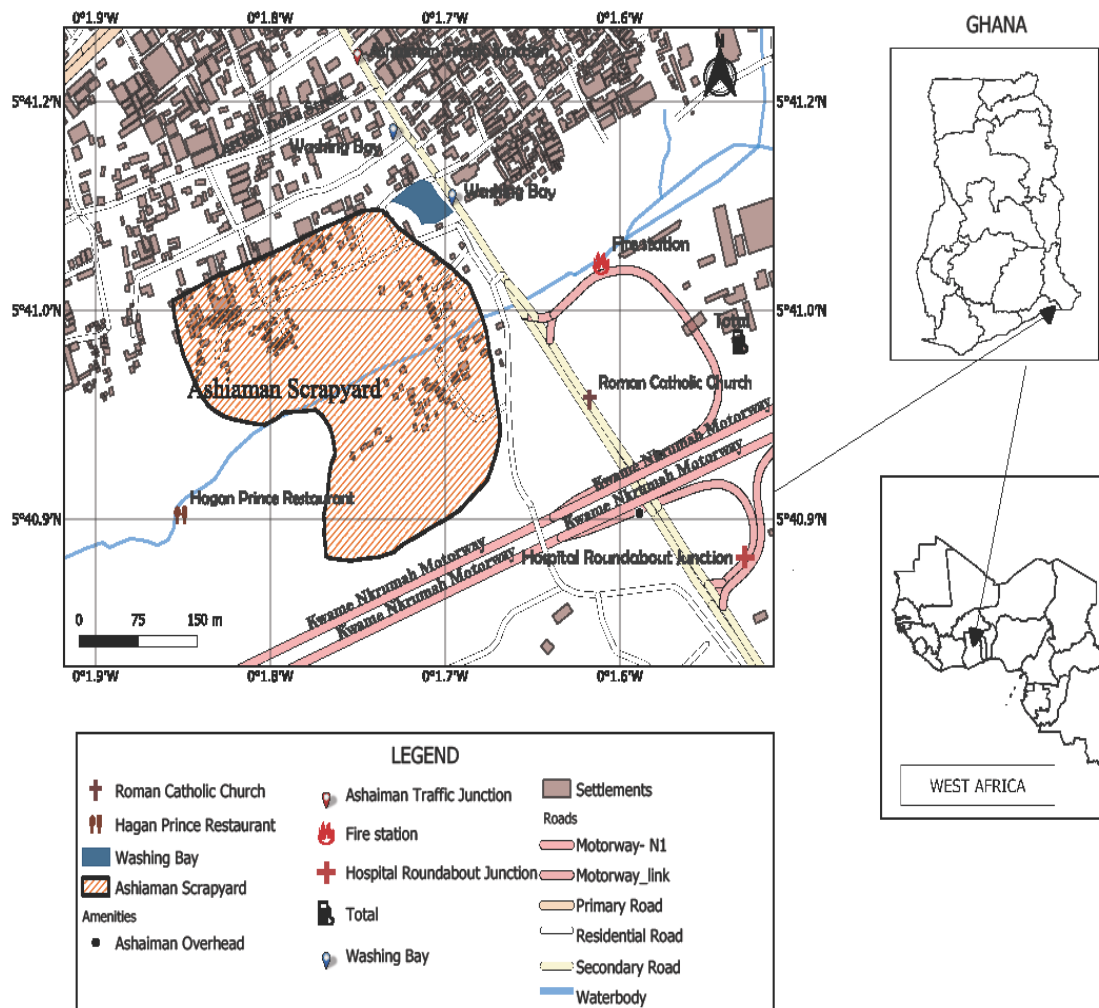 0°1.9'W 0°1.8'W 0°1.7'W 0°1.6'W
GHANA
N
5°41.2'N 5°41.2'N
Washing Bay
Washing Bay
Firestation
5°41.0'N 5°41.0'N
Total
Ashiaman Scrapyard
Roman Catholic Church
Kwame Nkrumah Motorway
Kwame Nkrumah Motorway
Hagan Prince Restaurant
5°40.9'N 5°40.9'N
Hospital Roundabout Junction
Kwame Nkrumah Motorway
Kwame Nkrumah Motorway
0 75 150 m
0°1.9'W 0°1.8'W 0°1.7'W 0°1.6'W
WEST AFRICA
LEGEND
Roman Catholic Church
Hagan Prince Restaurant
Washing Bay
Ashiaman Scrapyard
Amenities
Ashaiman Overhead
Ashaiman Traffic Junction
Fire station
Hospital Roundabout Junction
Total
Washing Bay
Settlements
Roads
Motorway- N1
Motorway_link
Primary Road
Residential Road
Secondary Road
Waterbody